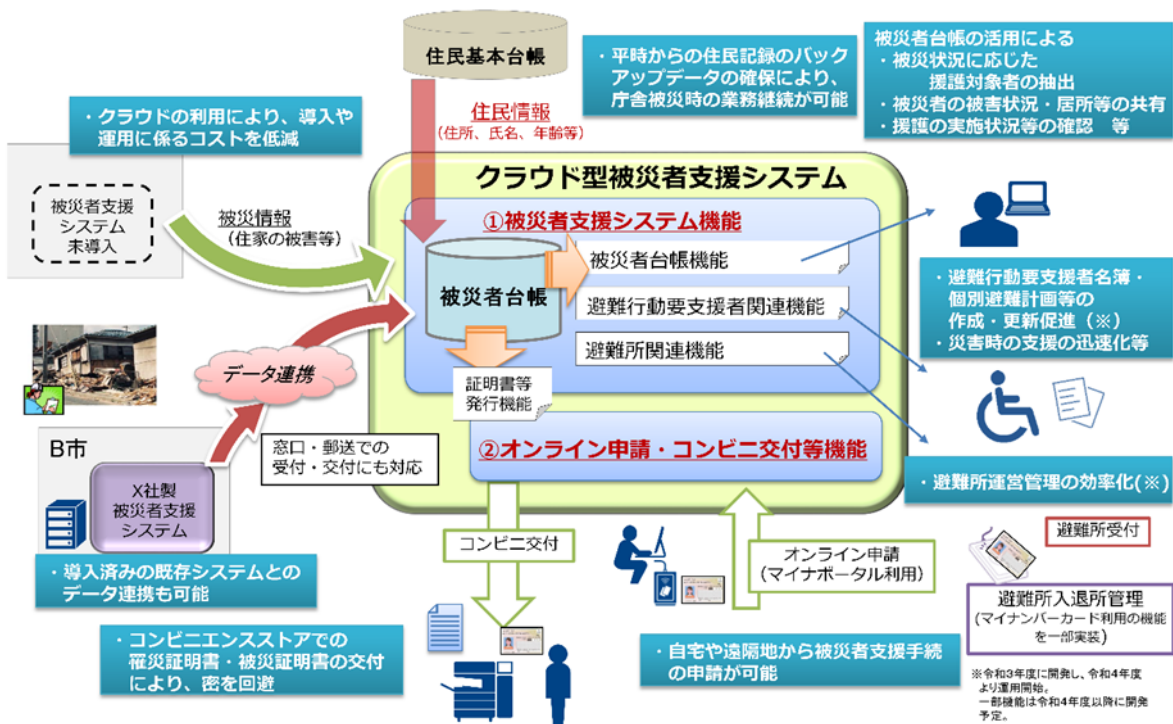 住民基本台帳
・平時からの住民記録のバック
アップデータの確保により、
庁舎被災時の業務継続が可能
被災者台帳の活用による
・被災状況に応じた
援護対象者の抽出
・被災者の被害状況・居所等の共有
・援護の実施状況等の確認　等
・クラウドの利用により、導入や
運用に係るコストを低減
住民情報
（住所、氏名、年齢等）
被災者支援
システム
未導入
被災情報
（住家の被害等）
クラウド型被災者支援システム
①被災者支援システム機能
被災者台帳
被災者台帳機能
避難行動要支援者関連機能
避難所関連機能
証明書等
発行機能
・避難行動要支援者名簿・
個別避難計画等の
作成・更新促進（※）
・災害時の支援の迅速化等
データ連携
B市
X社製
被災者支援
システム
窓口・郵送での
受付・交付にも対応
②オンライン申請・コンビニ交付等機能
・避難所運営管理の効率化(※)
・導入済みの既存システムとの
データ連携も可能
コンビニ交付
オンライン申請
（マイナポータル利用）
避難所受付
避難所入退所管理
(マイナンバーカード利用の機能
を一部実装)
・コンビニエンスストアでの
罹災証明書・被災証明書の交付
により、密を回避
・自宅や遠隔地から被災者支援手続
の申請が可能
※令和3年度に開発し、令和4年度
より運用開始。
一部機能は令和4年度以降に開発
予定。